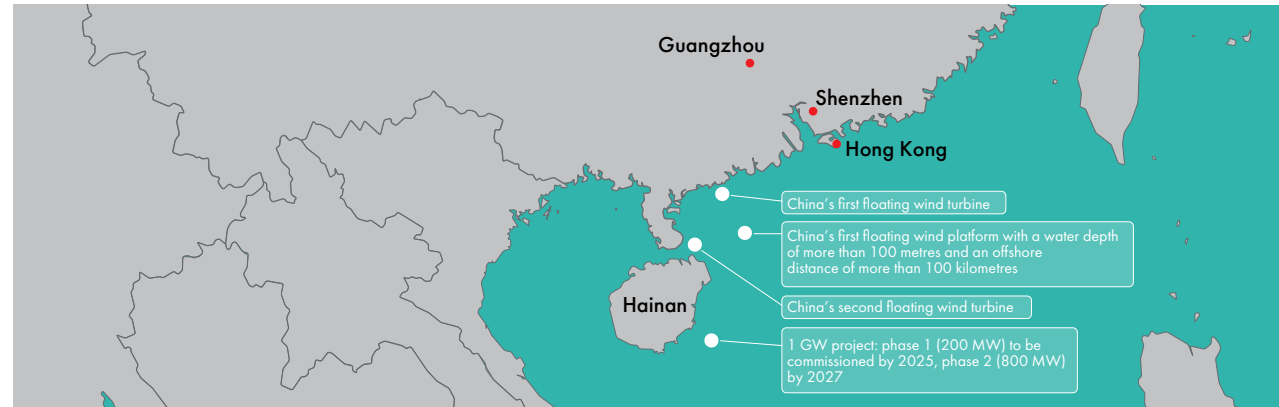 Guangzhou
Shenzhen
Hong Kong
China's first floating wind turbine
China's first floating wind platform with a water depth
of more than 100 metres and an offshore
distance of more than 100 kilometres
China's second floating wind turbine
Hainan
1 GW project: phase 1 (200 MW) to be
commissioned by 2025, phase 2 (800 MW)
by 2027